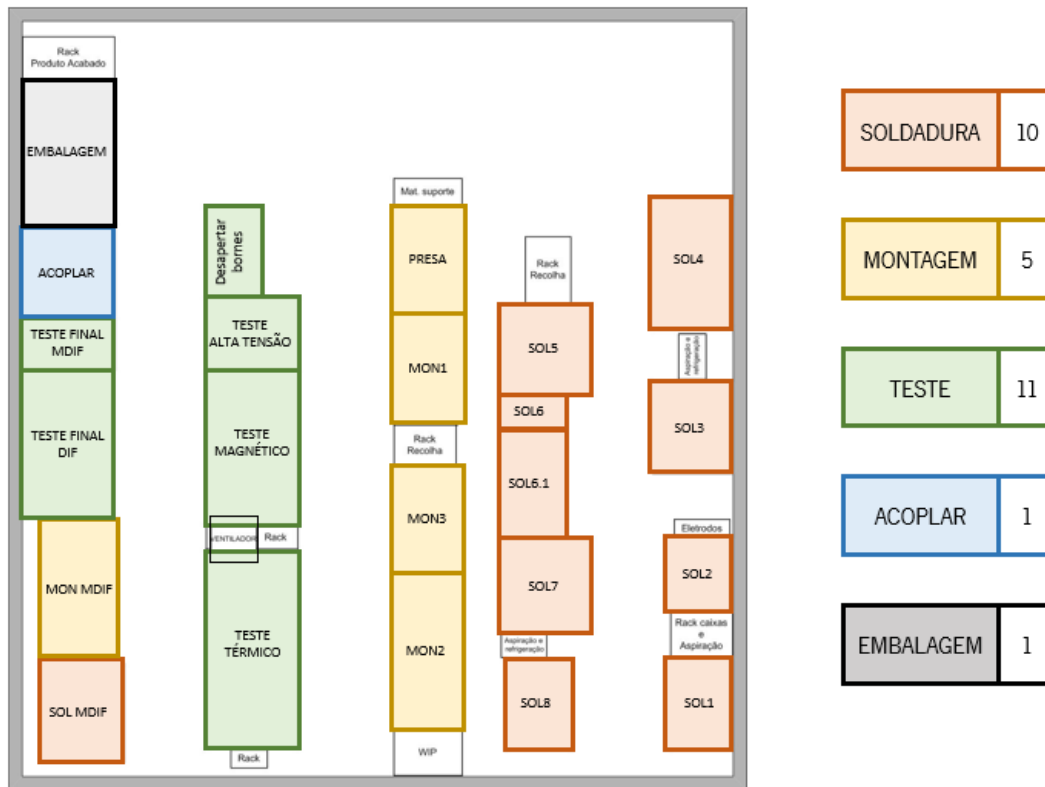 Rack
Produto Acabado
EMBALAGEM
ACOPLAR
TESTE FINAL
MDIF
TESTE FINAL
DIF
MON MDIF
SOL MDIF
Desapertar
bornes
TESTE
ALTA TENSÃO
TESTE
MAGNÉTICO
VENTILADOR
Rack
TESTE
TÉRMICO
Rack
Mat. suporte
PRESA
MON1
Rack
Recolha
MON3
MON2
WIP
Rack
Recolha
SOL5
SOL6
SOL6.1
SOL7
Aspiração e
refrigeração
SOL8
SOL4
Aspiração e
refrigeração
SOL3
Eletrodos
SOL2
Rack caixas
e
Aspiração
SOL1
SOLDADURA 10
MONTAGEM 5
TESTE 11
ACOPLAR 1
EMBALAGEM 1